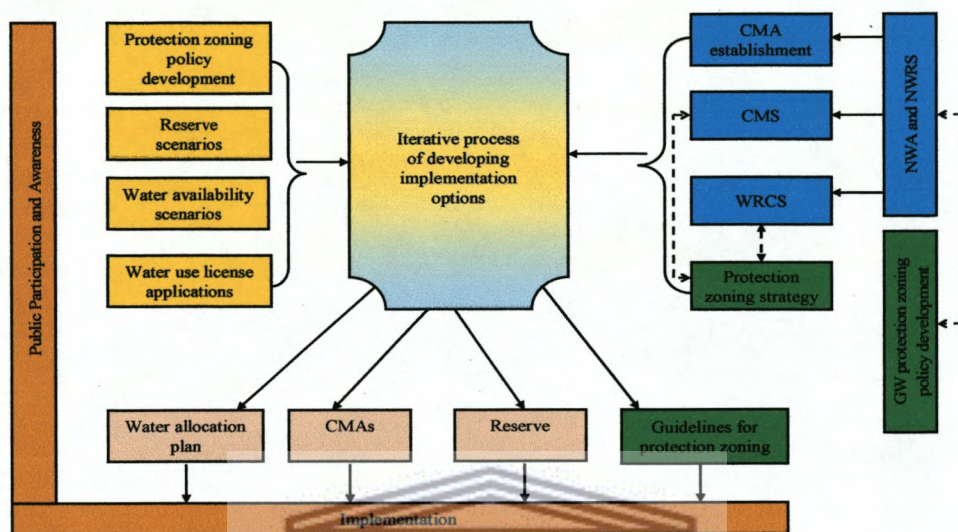 Public Participation and Awareness
Protection zoning
policy
development
Reserve
scenarios
Water availability
scenarios
Water use license
applications
Iterative process
of developing
implementation
options
CMA
establishment
CMS
WRCS
Protection
zoning strategy
NWA and NWRS
GW protection zoning
policy development
Water allocation
plan
CMAs
Reserve
Guidelines for
protection zoning
Implementation